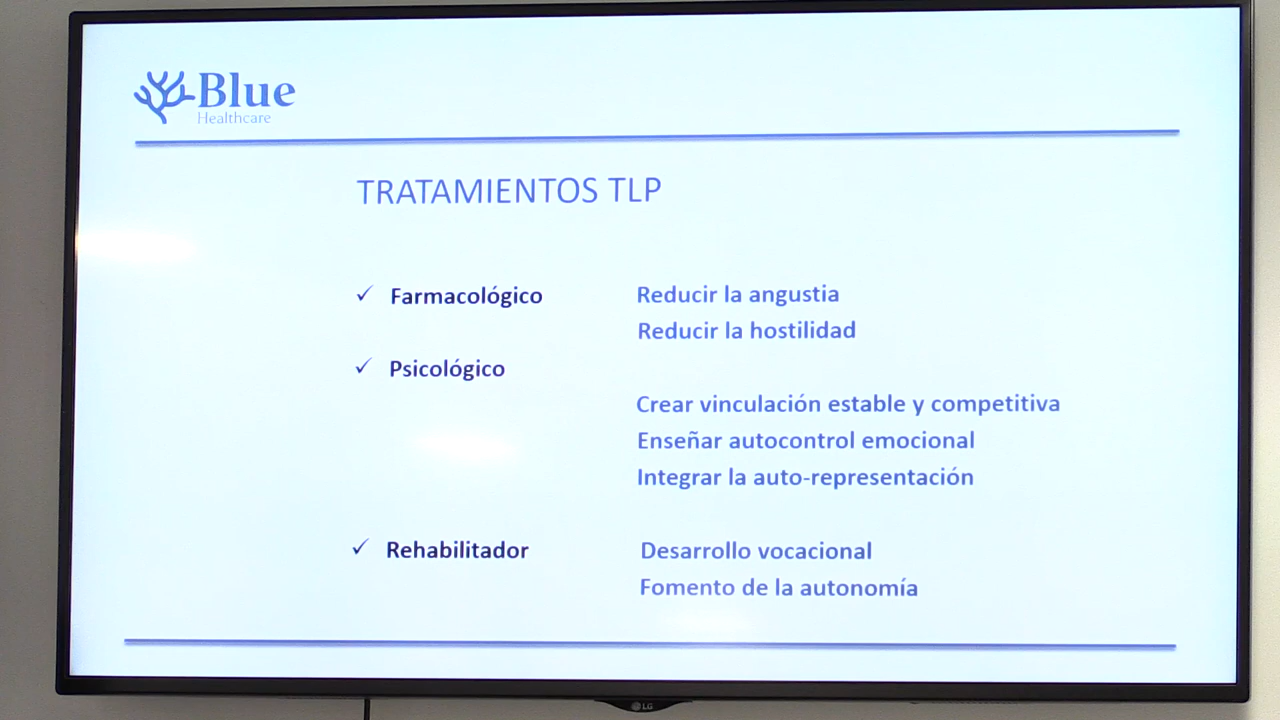 Blue
Healthcare
TRATAMIENTOS TLP
✓ Farmacológico Reducir la angustia
Reducir la hostilidad
✓ Psicológico
Crear vinculación estable y competitiva
Enseñar autocontrol emocional
Integrar la auto-representación
✓ Rehabilitador Desarrollo vocacional
Fomento de la autonomía
LG